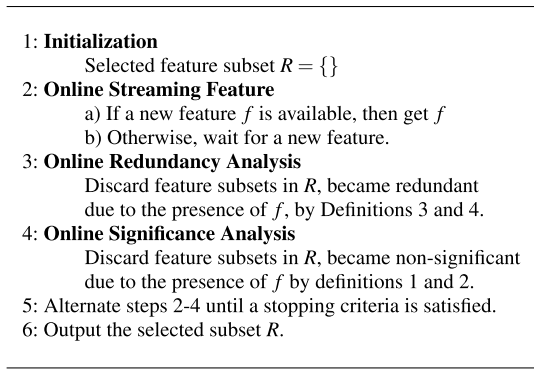 1: Initialization
Selected feature subset R = {}
2: Online Streaming Feature
a) If a new feature f is available, then get f
b) Otherwise, wait for a new feature.
3: Online Redundancy Analysis
Discard feature subsets in R, became redundant
due to the presence of f, by Definitions 3 and 4.
4: Online Significance Analysis
Discard feature subsets in R, became non-significant
due to the presence of f by definitions 1 and 2.
5: Alternate steps 2-4 until a stopping criteria is satisfied.
6: Output the selected subset R.